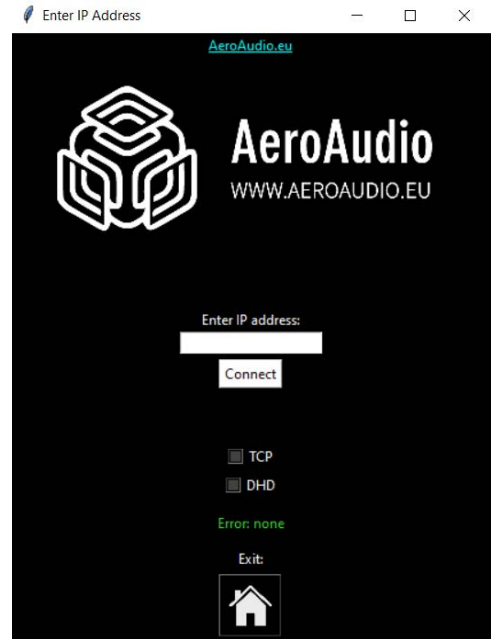 Enter IP Address
AeroAudio.eu
AeroAudio
WWW.AEROAUDIO.EU
Enter IP address:
Connect
TCP
DHD
Error: none
Exit: